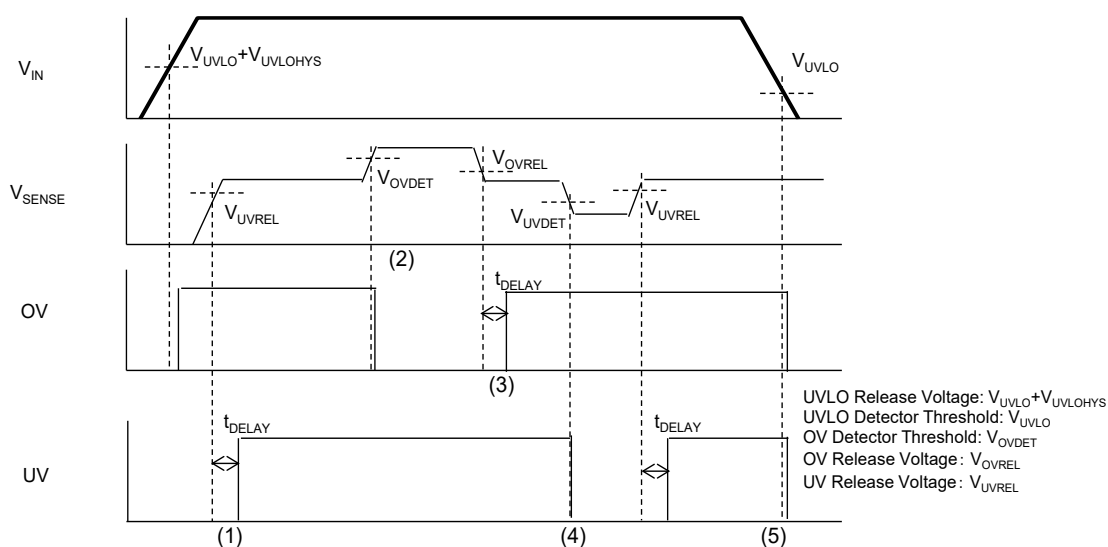 V_UVLO+V_UVLOHYS
V_IN
V_UVLO
V_SENSE
V_UVREL
V_OVDET
V_OVREL
V_UVDET
V_UVREL
(2)
OV
t_DELAY
(3)
UV
t_DELAY
t_DELAY
(1)
(4)
(5)
UVLO Release Voltage: V_UVLO+V_UVLOHYS
UVLO Detector Threshold: V_UVLO
OV Detector Threshold: V_OVDET
OV Release Voltage: V_OVREL
UV Release Voltage: V_UVREL